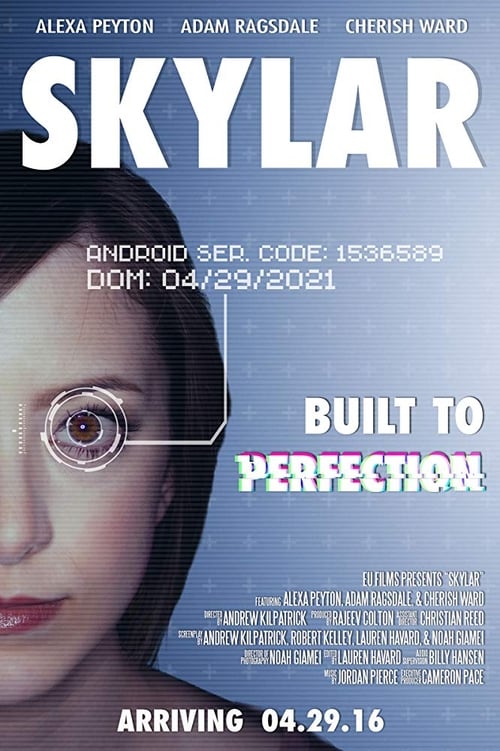 ALEXA PEYTON ADAM RAGSDALE CHERISH WARD
SKYLAR
ANDROID SER. CODE: 1536589
DOM: 04/29/2021
BUILT TO
PERFECTION
EU FILMS PRESENTS "SKYLAR"
FEATURING ALEXA PEYTON, ADAM RAGSDALE, & CHERISH WARD
DIRECTED BY ANDREW KILPATRICK PRODUCED BY RAJEEV COLTON ASSISTANT DIRECTOR CHRISTIAN REED
SCREENPLAY BY ANDREW KILPATRICK, ROBERT KELLEY, LAUREN HAVARD, & NOAH GIAMEI
DIRECTOR OF PHOTOGRAPHY NOAH GIAMEI EDITED BY LAUREN HAVARD AUDIO SUPERVISION BILLY HANSEN
MUSIC BY JORDAN PIERCE EXECUTIVE PRODUCER CAMERON PACE
ARRIVING 04.29.16